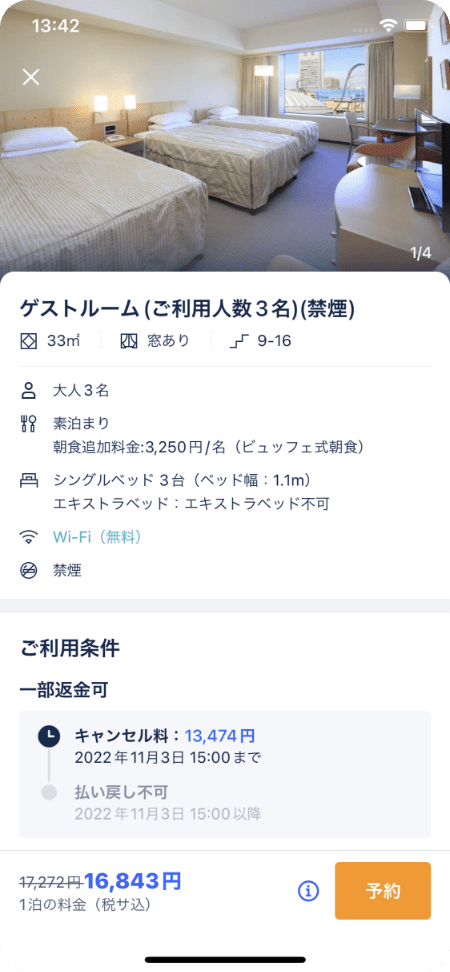 13:42
1/4
ゲストルーム(ご利用人数３名)(禁煙)
33㎡ 窓あり 9-16
大人３名
素泊まり
朝食追加料金:3,250円/名（ビュッフェ式朝食）
シングルベッド ３台（ベッド幅：1.1m）
エキストラベッド：エキストラベッド不可
Wi-Fi（無料）
禁煙
ご利用条件
一部返金可
キャンセル料：13,474円
2022年11月3日 15:00まで
払い戻し不可
2022年11月3日 15:00以降
17,272円 16,843円
1泊の料金（税サ込）
予約